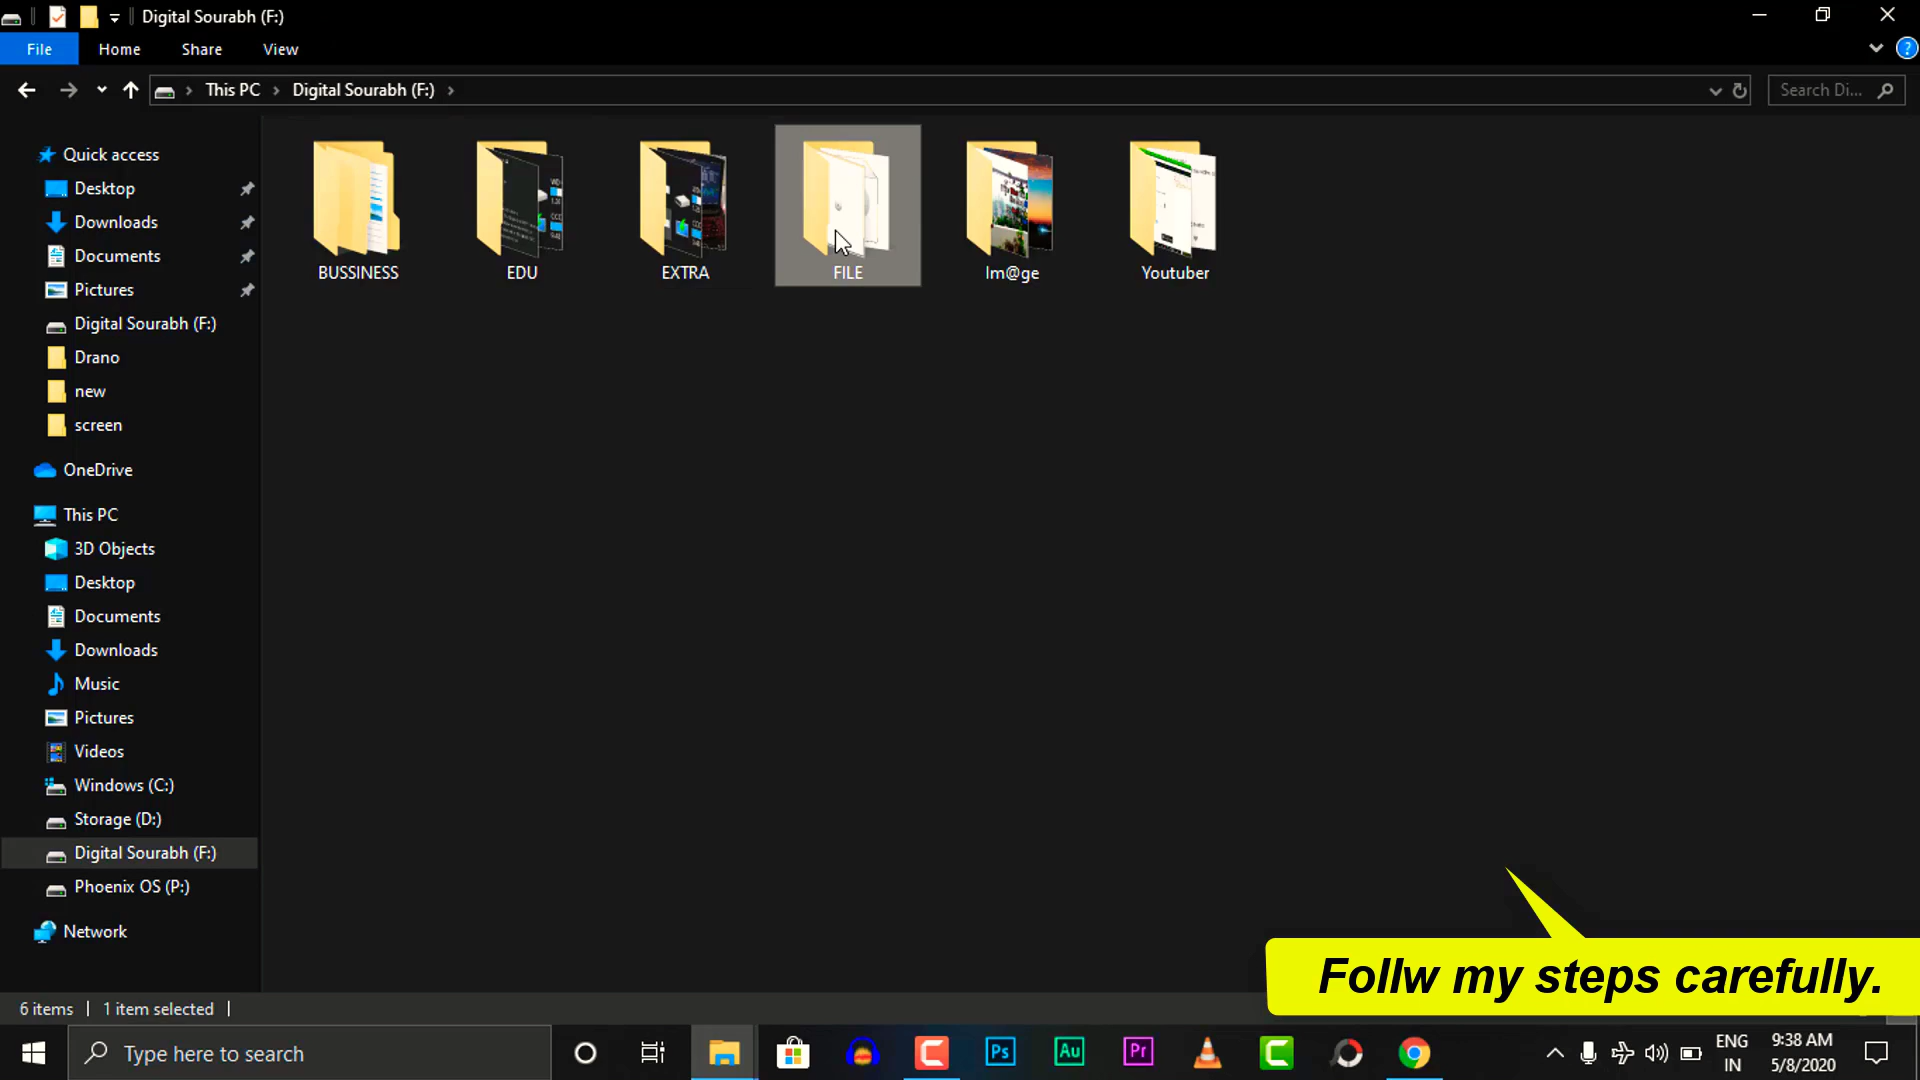 Digital Sourabh (F:)
File Home Share View
This PC Digital Sourabh (F:)
Search Di...
Quick access
Desktop
Downloads
Documents
Pictures
Digital Sourabh (F:)
Drano
new
screen
OneDrive
This PC
3D Objects
Desktop
Documents
Downloads
Music
Pictures
Videos
Windows (C:)
Storage (D:)
Digital Sourabh (F:)
Phoenix OS (P:)
Network
BUSSINESS EDU EXTRA FILE Im@ge Youtuber
Follw my steps carefully.
6 items 1 item selected
Type here to search
Ps Au Pr
ENG
IN
9:38 AM
5/8/2020